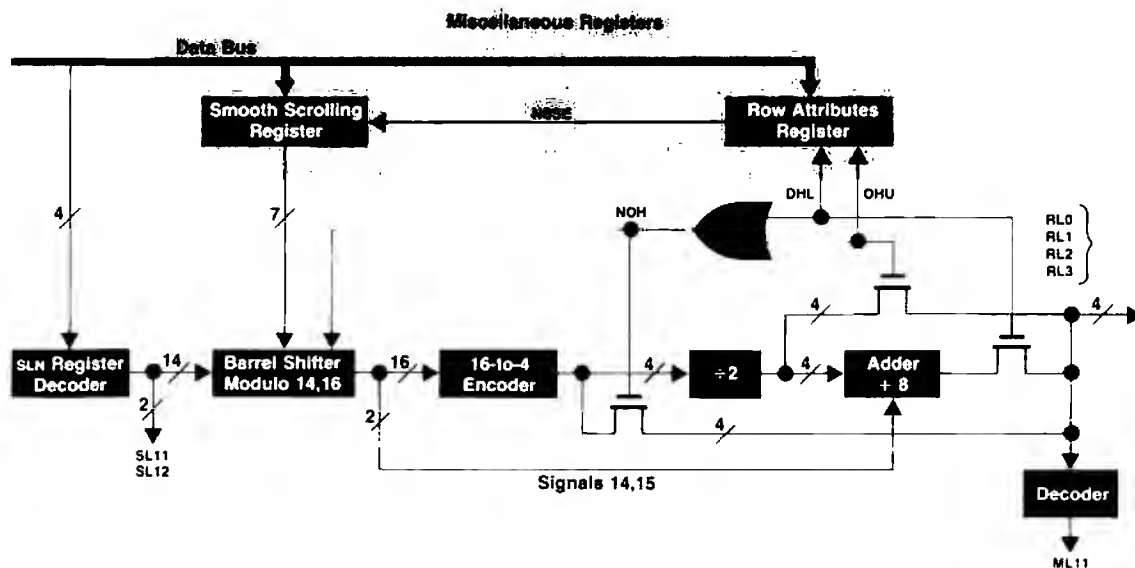 Miscellaneous Registers
Data Bus
Smooth Scrolling
Register
Row Attributes
Register
4
7
NOH
DHL
OHU
RL0
RL1
RL2
RL3
4
4
SLN Register
Decoder
14
Barrel Shifter
Modulo 14,16
16
16-to-4
Encoder
4
÷2
4
Adder
+ 8
2
2
4
SL11
SL12
Signals 14,15
Decoder
ML11